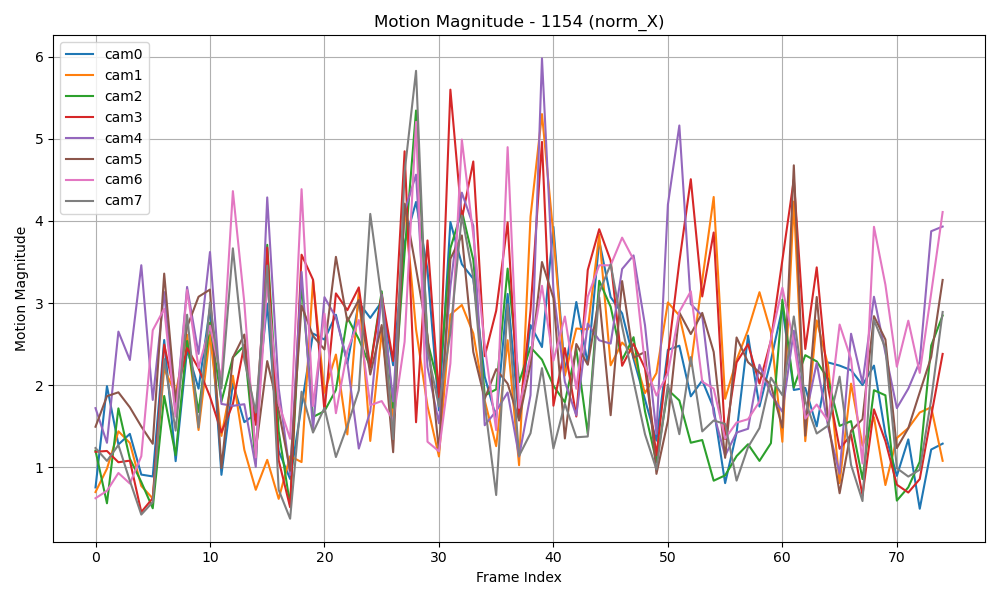 Motion Magnitude - 1154 (norm_X)
cam0
cam1
cam2
cam3
cam4
cam5
cam6
cam7
Motion Magnitude
6
5
4
3
2
1
0 10 20 30 40 50 60 70
Frame Index